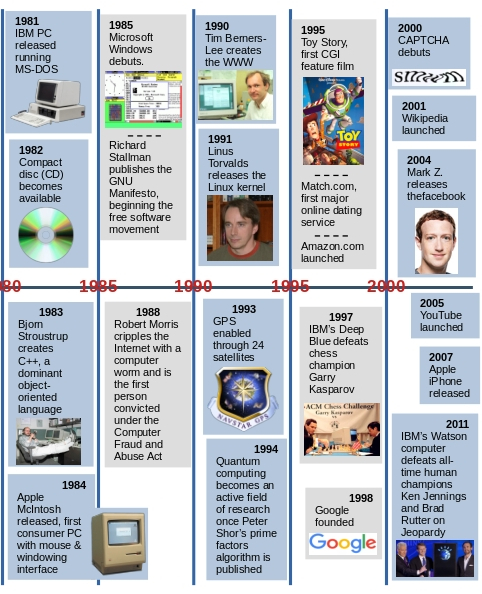 1981
IBM PC
released
running
MS-DOS
1982
Compact
disc (CD)
becomes
available
1985
Microsoft
Windows
debuts.
Richard
Stallman
publishes the
GNU
Manifesto,
beginning the
free software
movement
1990
Tim Berners-
Lee creates
the WWW
1991
Linus
Torvalds
releases the
Linux kernel
1995
Toy Story,
first CGI
feature film
TOY
STORY
Match.com,
first major
online dating
service
Amazon.com
launched
2000
CAPTCHA
debuts
2001
Wikipedia
launched
2004
Mark Z.
releases
thefacebook
80
1985
1990
1995
2000
1983
Bjorn
Stroustrup
creates
C++, a
dominant
object-
oriented
language
1984
Apple
McIntosh
released, first
consumer PC
with mouse &
windowing
interface
1988
Robert Morris
cripples the
Internet with a
computer
worm and is
the first
person
convicted
under the
Computer
Fraud and
Abuse Act
1993
GPS
enabled
through 24
satellites
NAVSTAR GPS
1994
Quantum
computing
becomes an
active field
of research
once Peter
Shor's prime
factors
algorithm is
published
1997
IBM's Deep
Blue defeats
chess
champion
Garry
Kasparov
ACM Chess Challenge
Garry Kasparov
1998
Google
founded
Google
2005
YouTube
launched
2007
Apple
iPhone
released
2011
IBM's Watson
computer
defeats all-
time human
champions
Ken Jennings
and Brad
Rutter on
Jeopardy